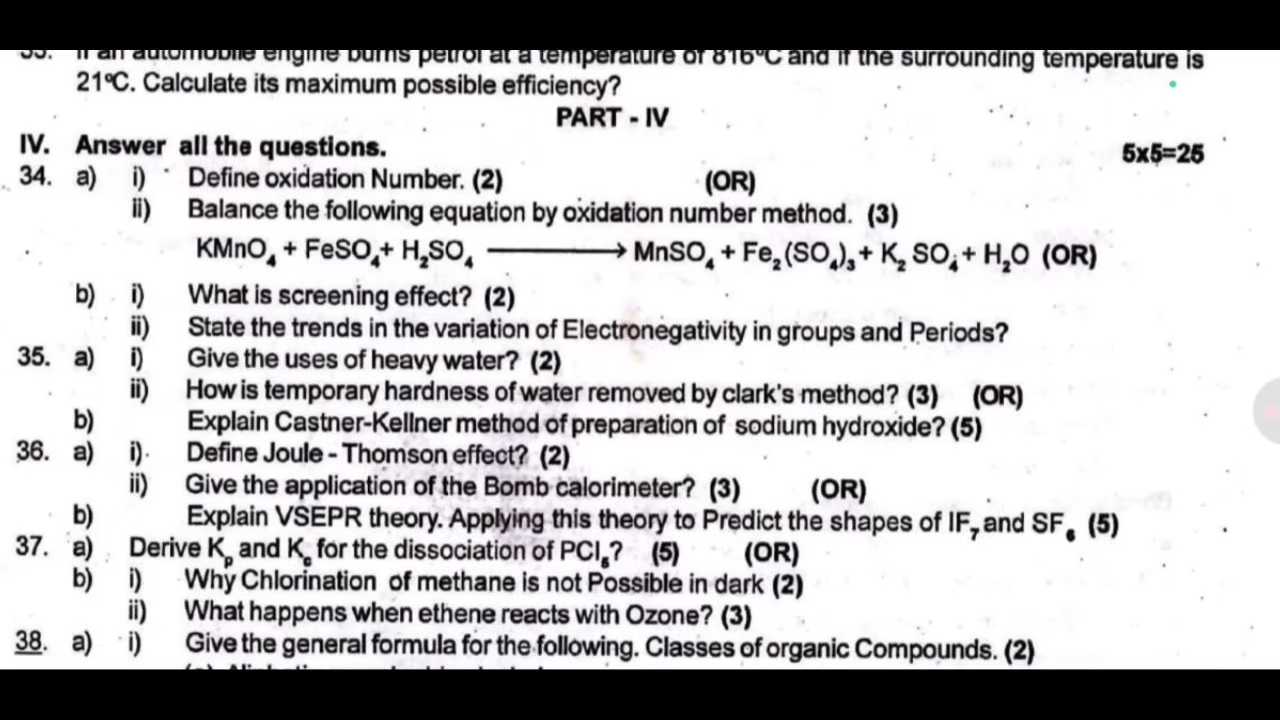 33. If an automobile engine burns petrol at a temperature of 816°C and if the surrounding temperature is
21°C. Calculate its maximum possible efficiency?
PART - IV
IV. Answer all the questions. 5x5=25
34. a) i) Define oxidation Number. (2) (OR)
ii) Balance the following equation by oxidation number method. (3)
KMnO₄ + FeSO₄+ H₂SO₄ ⟶ MnSO₄ + Fe₂(SO₄)₃+ K₂ SO₄+ H₂O (OR)
b) i) What is screening effect? (2)
ii) State the trends in the variation of Electronegativity in groups and Periods?
35. a) i) Give the uses of heavy water? (2)
ii) How is temporary hardness of water removed by clark's method? (3) (OR)
b) Explain Castner-Kellner method of preparation of sodium hydroxide? (5)
36. a) i). Define Joule - Thomson effect? (2)
ii) Give the application of the Bomb calorimeter? (3) (OR)
b) Explain VSEPR theory. Applying this theory to Predict the shapes of IF₇ and SF₆ (5)
37. a) Derive Kₚ and K꜀ for the dissociation of PCl₅? (5) (OR)
b) i) Why Chlorination of methane is not Possible in dark (2)
ii) What happens when ethene reacts with Ozone? (3)
38. a) i) Give the general formula for the following. Classes of organic Compounds. (2)